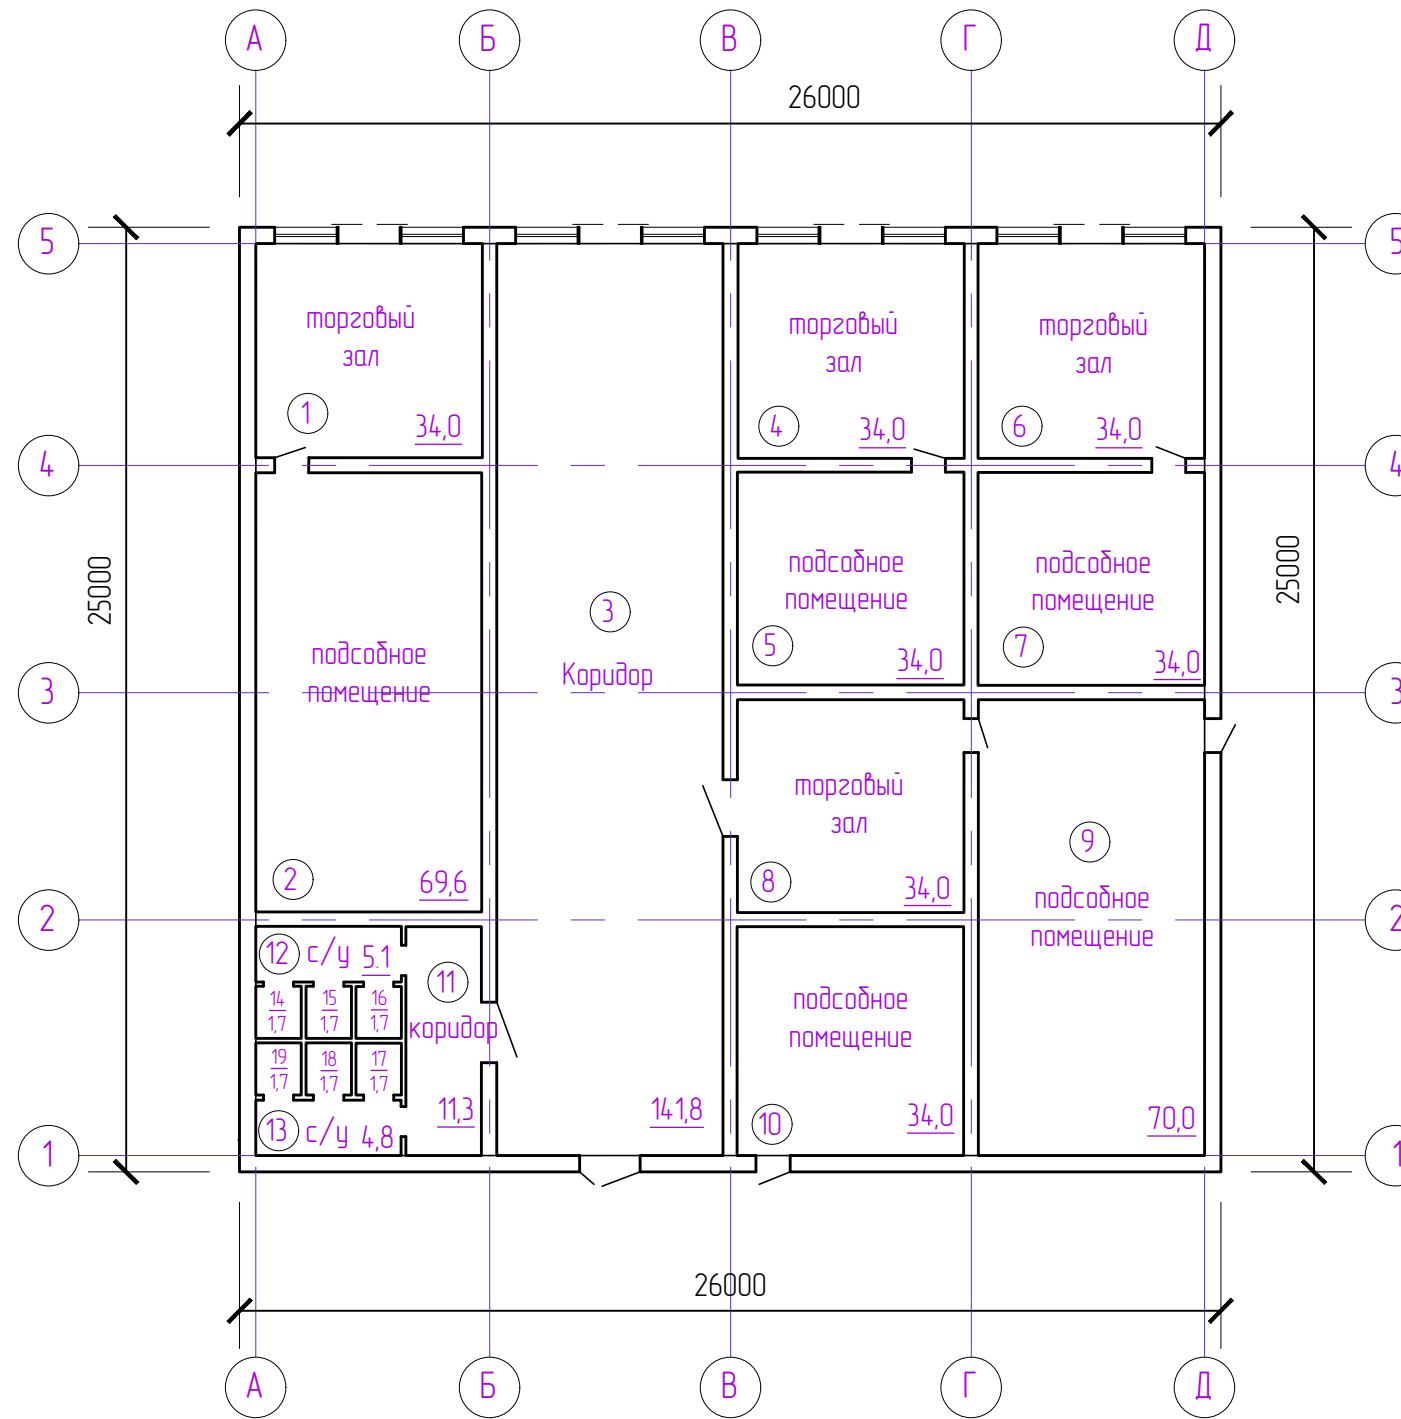 А Б В Г Д
26000
5 5
торговый
зал
1
34,0
торговый
зал
4
34,0
торговый
зал
6
34,0
4 4
25000
25000
подсобное
помещение
2
69,6
3
Коридор
141,8
подсобное
помещение
5
34,0
подсобное
помещение
7
34,0
3 3
торговый
зал
8
34,0
9
подсобное
помещение
70,0
2 2
12 с/у 5.1
11
коридор
11,3
14
1,7
15
1,7
16
1,7
19
1,7
18
1,7
17
1,7
13 с/у 4,8
подсобное
помещение
10
34,0
1 1
26000
А Б В Г Д